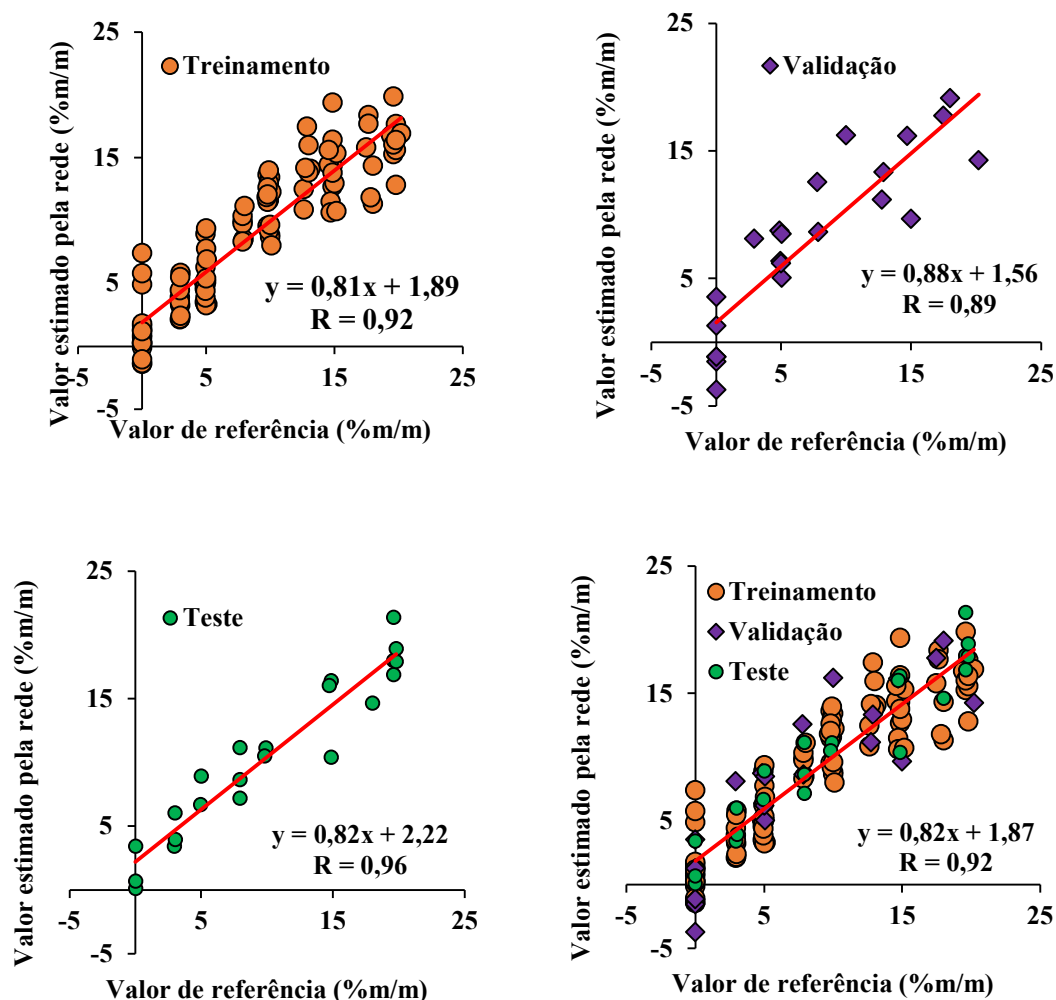 25
Treinamento
15
5
y = 0,81x + 1,89
R = 0,92
-5
5
15
25
-5
Valor de referência (%m/m)
Valor estimado pela rede (%m/m)
25
Validação
15
5
y = 0,88x + 1,56
R = 0,89
-5
5
15
25
-5
Valor de referência (%m/m)
Valor estimado pela rede (%m/m)
25
Teste
15
5
y = 0,82x + 2,22
R = 0,96
-5
5
15
25
-5
Valor de referência (%m/m)
Valor estimado pela rede (%m/m)
25
Treinamento
Validação
Teste
15
5
y = 0,82x + 1,87
R = 0,92
-5
5
15
25
-5
Valor de referência (%m/m)
Valor estimado pela rede (%m/m)